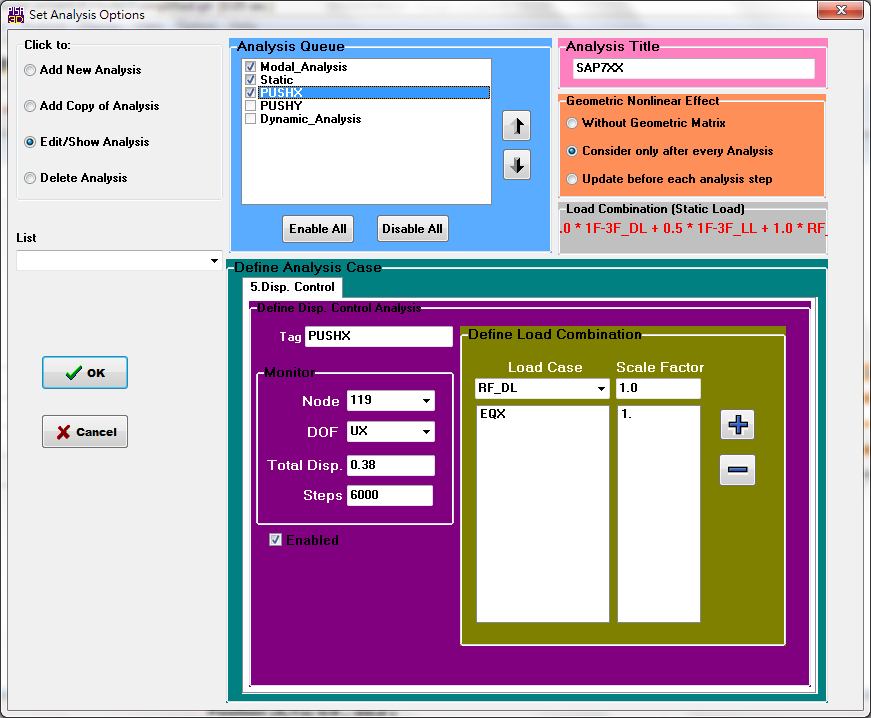 Set Analysis Options
Click to:
Add New Analysis
Add Copy of Analysis
Edit/Show Analysis
Delete Analysis
List
OK
Cancel
Analysis Queue
Modal_Analysis
Static
PUSHX
PUSHY
Dynamic_Analysis
Enable All
Disable All
Analysis Title
SAP7XX
Geometric Nonlinear Effect
Without Geometric Matrix
Consider only after every Analysis
Update before each analysis step
Load Combination (Static Load)
.0 * 1F-3F_DL + 0.5 * 1F-3F_LL + 1.0 * RF_
Define Analysis Case
5.Disp. Control
Define Disp. Control Analysis
Tag PUSHX
Monitor
Node 119
DOF UX
Total Disp. 0.38
Steps 6000
Enabled
Define Load Combination
Load Case Scale Factor
RF_DL 1.0
EQX 1.